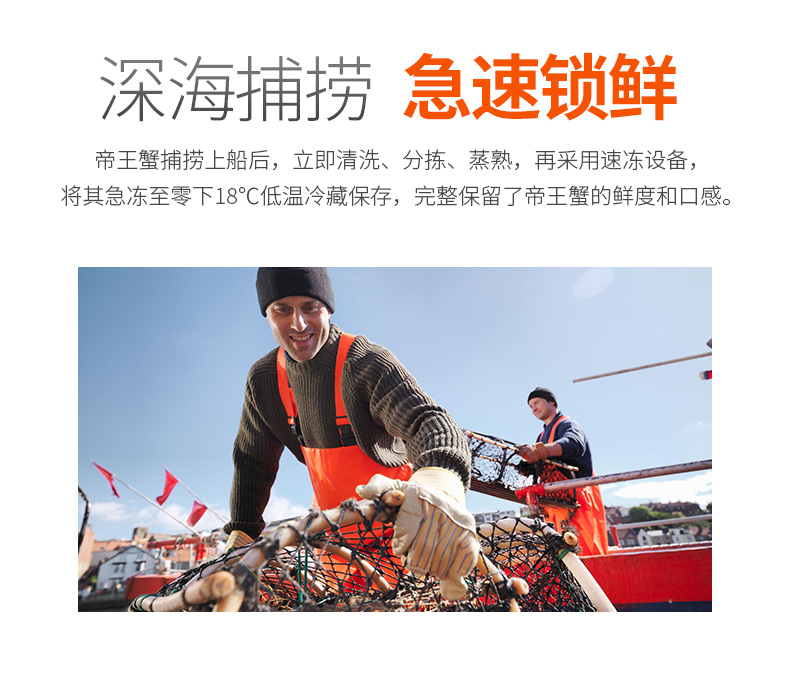 深海捕捞 急速锁鲜
帝王蟹捕捞上船后，立即清洗、分拣、蒸熟，再采用速冻设备，
将其急冻至零下18℃低温冷藏保存，完整保留了帝王蟹的鲜度和口感。